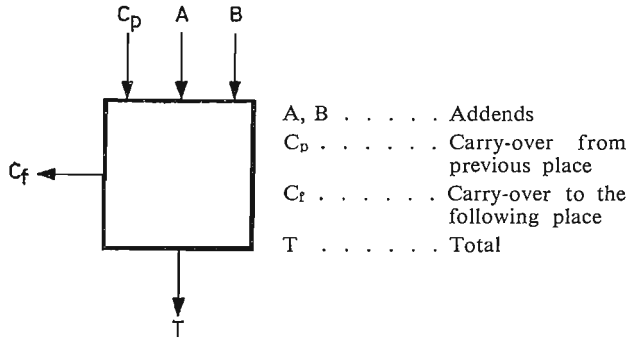 Cp A B
A, B . . . . . Addends
Cp . . . . . . Carry-over from
previous place
Cf
Cf . . . . . . Carry-over to the
following place
T . . . . . . Total
T